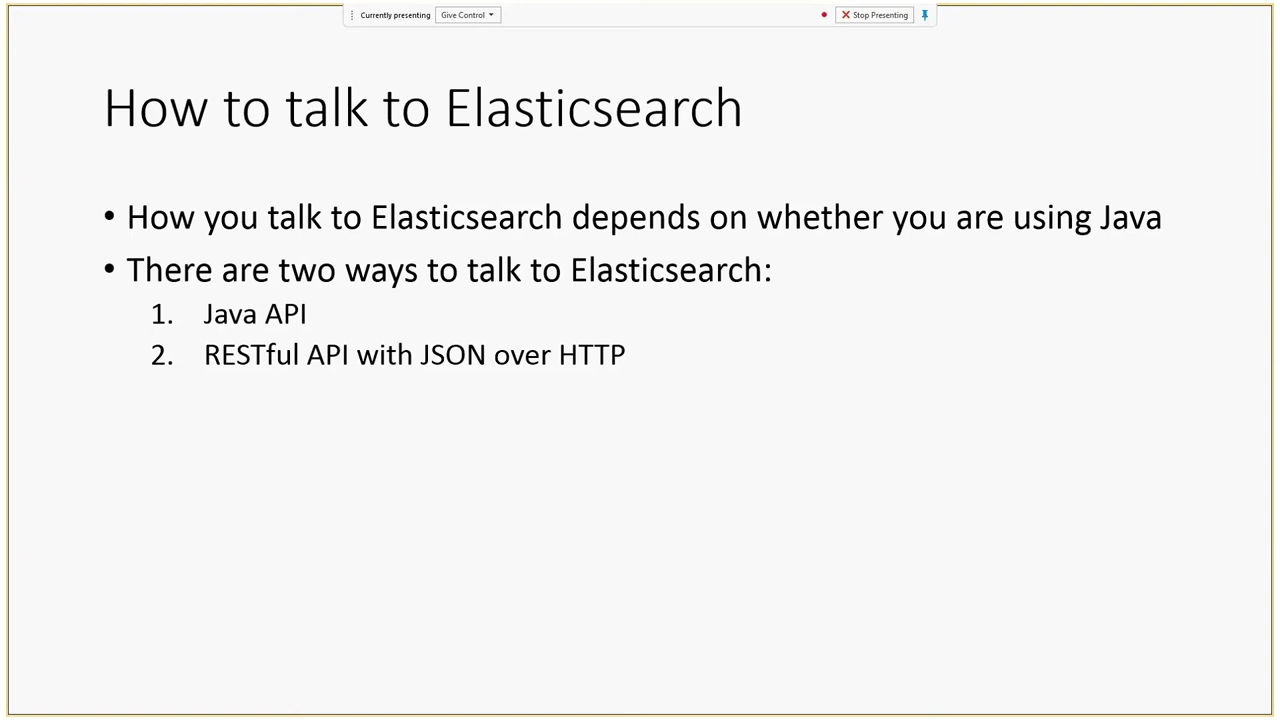 Currently presenting Give Control Stop Presenting
How to talk to Elasticsearch
• How you talk to Elasticsearch depends on whether you are using Java
• There are two ways to talk to Elasticsearch:
1. Java API
2. RESTful API with JSON over HTTP